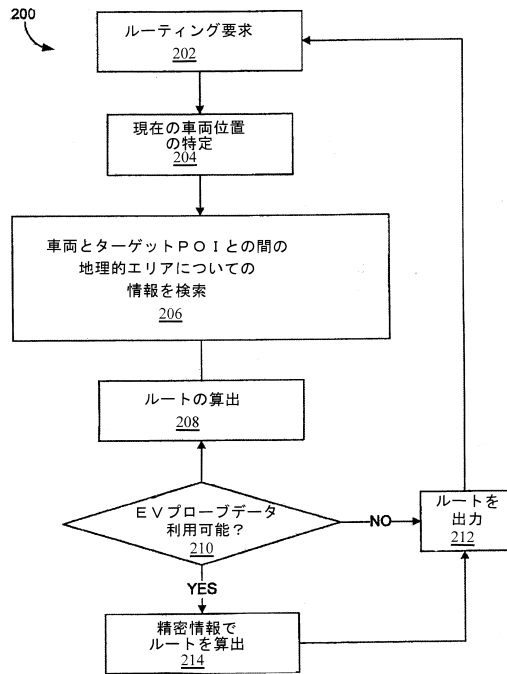 200
ルーティング要求
202
現在の車両位置
の特定
204
車両とターゲットPOIとの間の
地理的エリアについての
情報を検索
206
ルートの算出
208
EVプローブデータ
利用可能?
210
NO
ルートを
出力
212
YES
精密情報で
ルートを算出
214